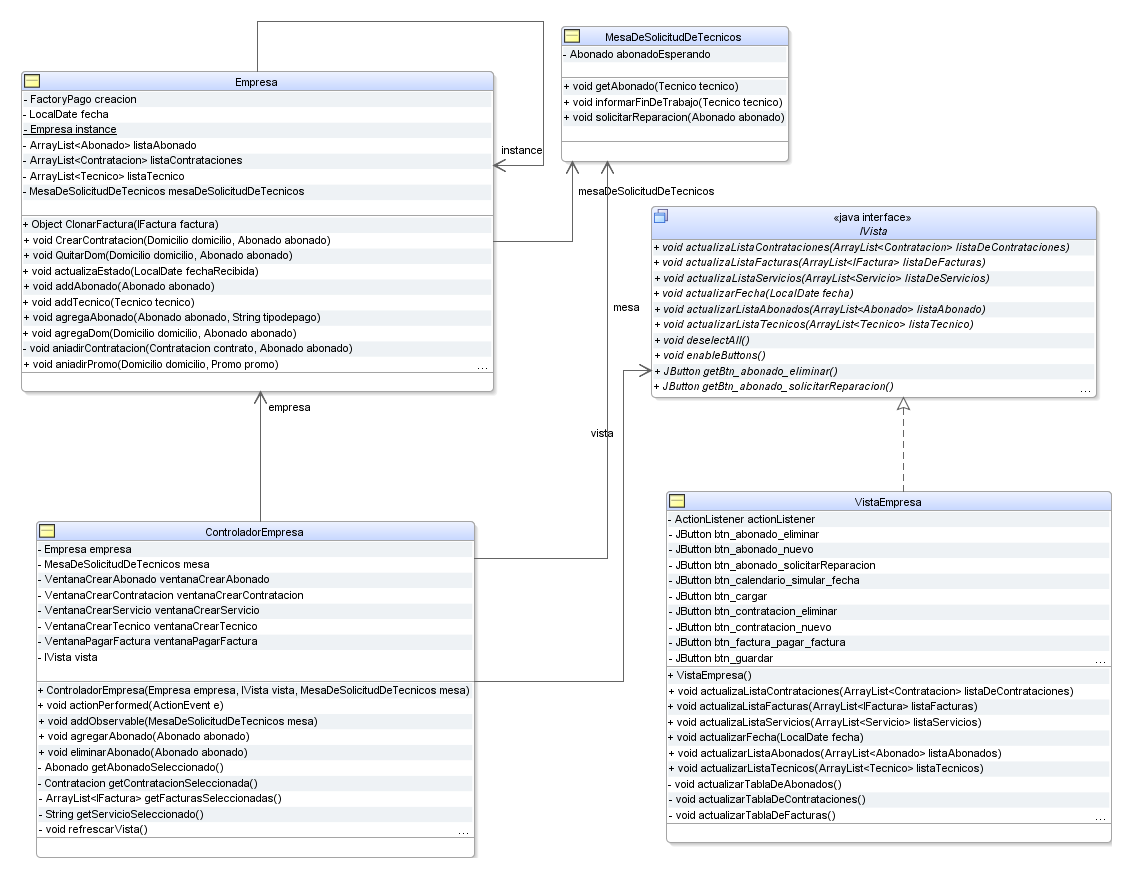 MesaDeSolicitudDeTecnicos
- Abonado abonadoEsperando
+ void getAbonado(Tecnico tecnico)
+ void informarFinDeTrabajo(Tecnico tecnico)
+ void solicitarReparacion(Abonado abonado)
Empresa
- FactoryPago creacion
- LocalDate fecha
- Empresa instance
- ArrayList<Abonado> listaAbonado
- ArrayList<Contratacion> listaContrataciones
- ArrayList<Tecnico> listaTecnico
- MesaDeSolicitudDeTecnicos mesaDeSolicitudDeTecnicos
+ Object ClonarFactura(IFactura factura)
+ void CrearContratacion(Domicilio domicilio, Abonado abonado)
+ void QuitarDom(Domicilio domicilio, Abonado abonado)
+ void actualizaEstado(LocalDate fechaRecibida)
+ void addAbonado(Abonado abonado)
+ void addTecnico(Tecnico tecnico)
+ void agregaAbonado(Abonado abonado, String tipodepago)
+ void agregaDom(Domicilio domicilio, Abonado abonado)
- void aniadirContratacion(Contratacion contrato, Abonado abonado)
+ void aniadirPromo(Domicilio domicilio, Promo promo)
...
instance
mesaDeSolicitudDeTecnicos
«java interface»
IVista
+ void actualizaListaContrataciones(ArrayList<Contratacion> listaDeContrataciones)
+ void actualizaListaFacturas(ArrayList<IFactura> listaDeFacturas)
+ void actualizaListaServicios(ArrayList<Servicio> listaDeServicios)
+ void actualizarFecha(LocalDate fecha)
+ void actualizarListaAbonados(ArrayList<Abonado> listaAbonado)
+ void actualizarListaTecnicos(ArrayList<Tecnico> listaTecnico)
+ void deselectAll()
+ void enableButtons()
+ JButton getBtn_abonado_eliminar()
+ JButton getBtn_abonado_solicitarReparacion()
...
mesa
empresa
vista
ControladorEmpresa
- Empresa empresa
- MesaDeSolicitudDeTecnicos mesa
- VentanaCrearAbonado ventanaCrearAbonado
- VentanaCrearContratacion ventanaCrearContratacion
- VentanaCrearServicio ventanaCrearServicio
- VentanaCrearTecnico ventanaCrearTecnico
- VentanaPagarFactura ventanaPagarFactura
- IVista vista
+ ControladorEmpresa(Empresa empresa, IVista vista, MesaDeSolicitudDeTecnicos mesa)
+ void actionPerformed(ActionEvent e)
+ void addObservable(MesaDeSolicitudDeTecnicos mesa)
+ void agregarAbonado(Abonado abonado)
+ void eliminarAbonado(Abonado abonado)
- Abonado getAbonadoSeleccionado()
- Contratacion getContratacionSeleccionada()
- ArrayList<IFactura> getFacturasSeleccionadas()
- String getServicioSeleccionado()
- void refrescarVista()
...
VistaEmpresa
- ActionListener actionListener
- JButton btn_abonado_eliminar
- JButton btn_abonado_nuevo
- JButton btn_abonado_solicitarReparacion
- JButton btn_calendario_simular_fecha
- JButton btn_cargar
- JButton btn_contratacion_eliminar
- JButton btn_contratacion_nuevo
- JButton btn_factura_pagar_factura
- JButton btn_guardar
...
+ VistaEmpresa()
+ void actualizaListaContrataciones(ArrayList<Contratacion> listaDeContrataciones)
+ void actualizaListaFacturas(ArrayList<IFactura> listaFacturas)
+ void actualizaListaServicios(ArrayList<Servicio> listaServicios)
+ void actualizarFecha(LocalDate fecha)
+ void actualizarListaAbonados(ArrayList<Abonado> listaAbonados)
+ void actualizarListaTecnicos(ArrayList<Tecnico> listaTecnicos)
- void actualizarTablaDeAbonados()
- void actualizarTablaDeContrataciones()
- void actualizarTablaDeFacturas()
...